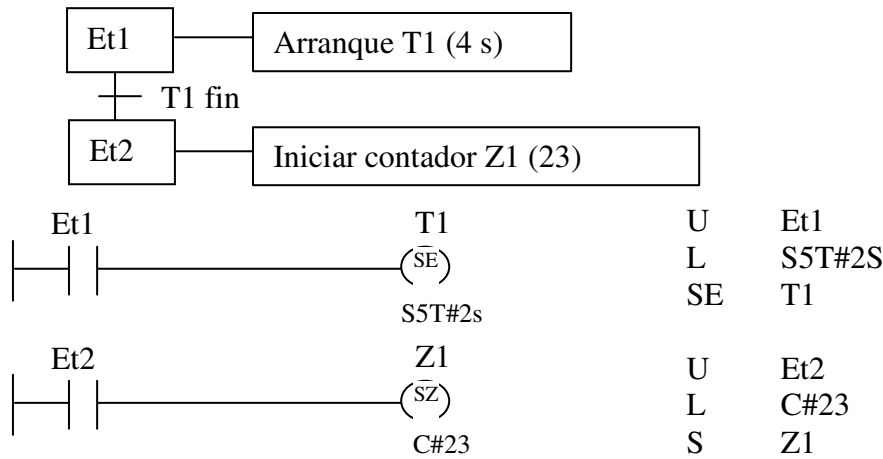 Et1 Arranque T1 (4 s)
T1 fin
Et2 Iniciar contador Z1 (23)
Et1 T1 U Et1
SE L S5T#2S
S5T#2s SE T1
Et2 Z1 U Et2
SZ L C#23
C#23 S Z1